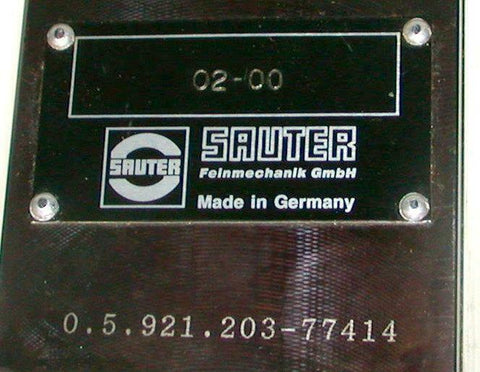 02-00
SAUTER
SAUTER
Feinmechanik GmbH
Made in Germany
0.5.921.203-77414